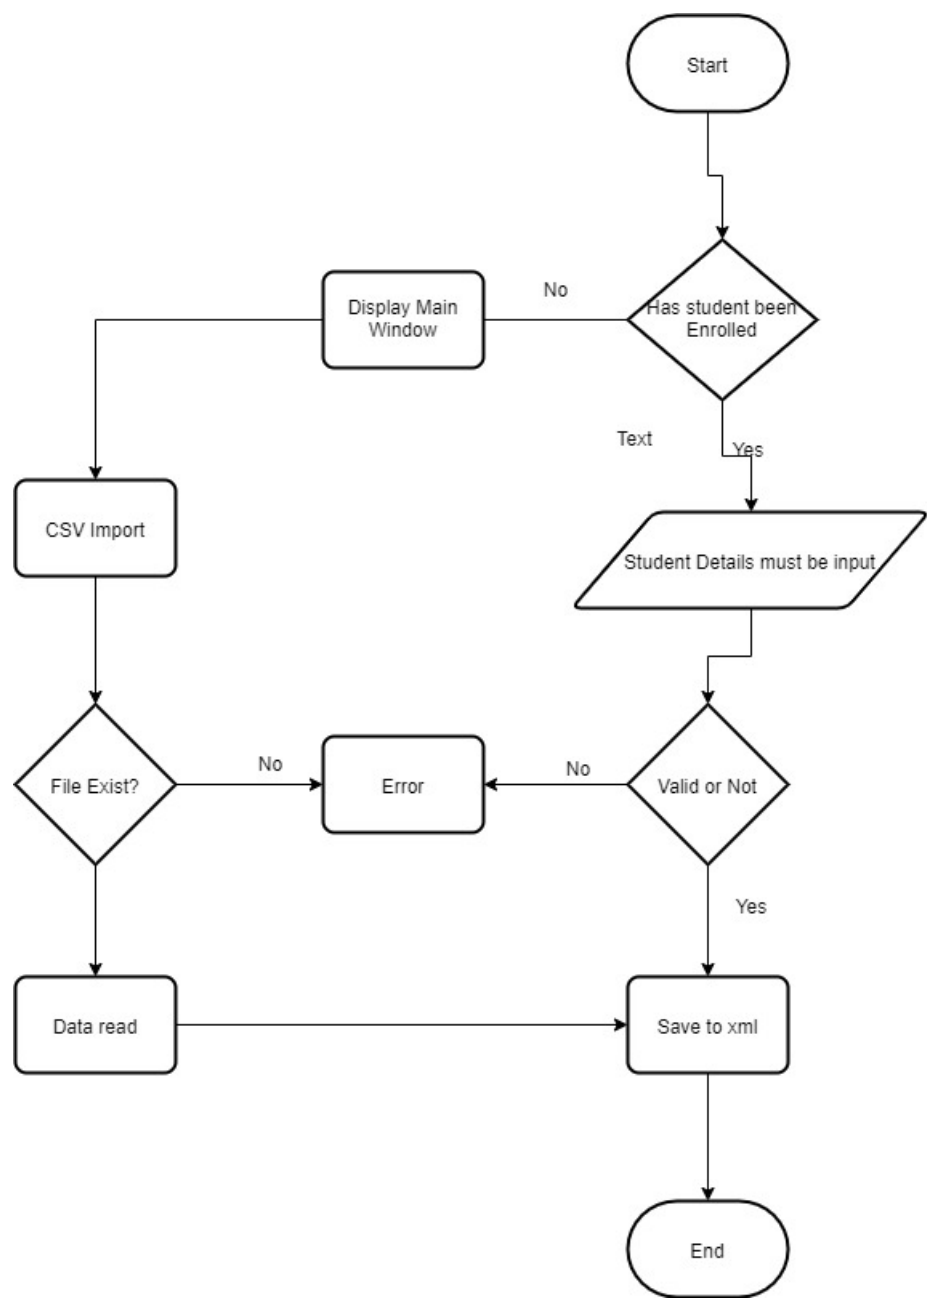 Start
No
Display Main
Window
Has student been
Enrolled
Text
Yes
CSV Import
Student Details must be input
File Exist?
No
Error
No
Valid or Not
Yes
Data read
Save to xml
End